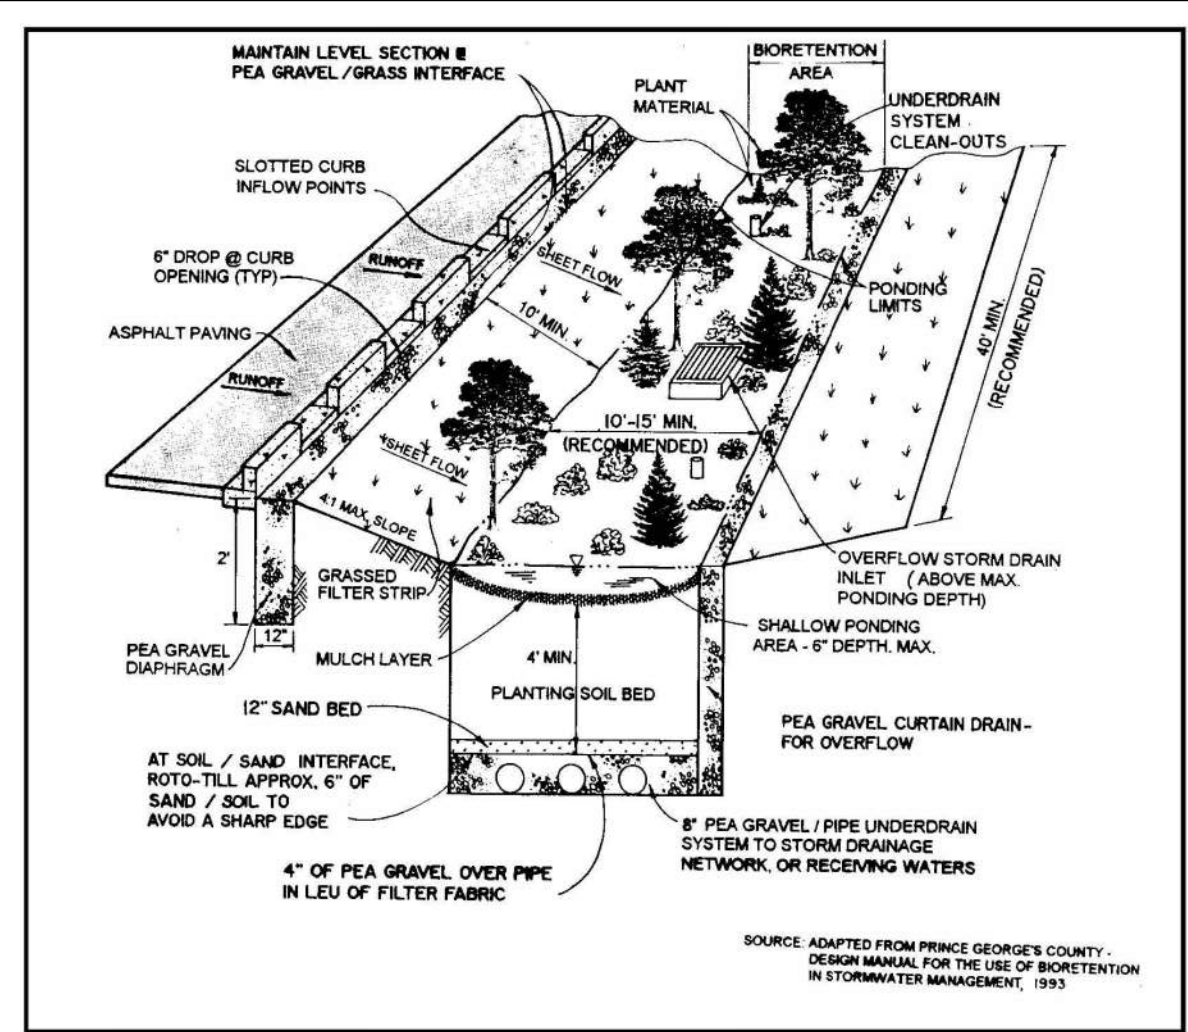 MAINTAIN LEVEL SECTION @
PEA GRAVEL/GRASS INTERFACE
BIORETENTION
AREA
PLANT
MATERIAL
UNDERDRAIN
SYSTEM
CLEAN-OUTS
SLOTTED CURB
INFLOW POINTS
6" DROP @ CURB
OPENING (TYP)
RUNOFF
SHEET FLOW
PONDING
LIMITS
ASPHALT PAVING
10' MIN.
40' MIN.
(RECOMMENDED)
RUNOFF
10'-15' MIN.
(RECOMMENDED)
SHEET FLOW
4:1 MAX. SLOPE
2'
GRASSED
FILTER STRIP
OVERFLOW STORM DRAIN
INLET (ABOVE MAX.
PONDING DEPTH)
12"
PEA GRAVEL
DIAPHRAGM
MULCH LAYER
4' MIN.
SHALLOW PONDING
AREA - 6" DEPTH. MAX.
PLANTING SOIL BED
12" SAND BED
PEA GRAVEL CURTAIN DRAIN-
FOR OVERFLOW
AT SOIL / SAND INTERFACE,
ROTO-TILL APPROX. 6" OF
SAND / SOIL TO
AVOID A SHARP EDGE
8" PEA GRAVEL / PIPE UNDERDRAIN
SYSTEM TO STORM DRAINAGE
NETWORK, OR RECEIVING WATERS
4" OF PEA GRAVEL OVER PIPE
IN LEU OF FILTER FABRIC
SOURCE: ADAPTED FROM PRINCE GEORGE'S COUNTY -
DESIGN MANUAL FOR THE USE OF BIORETENTION
IN STORMWATER MANAGEMENT, 1993